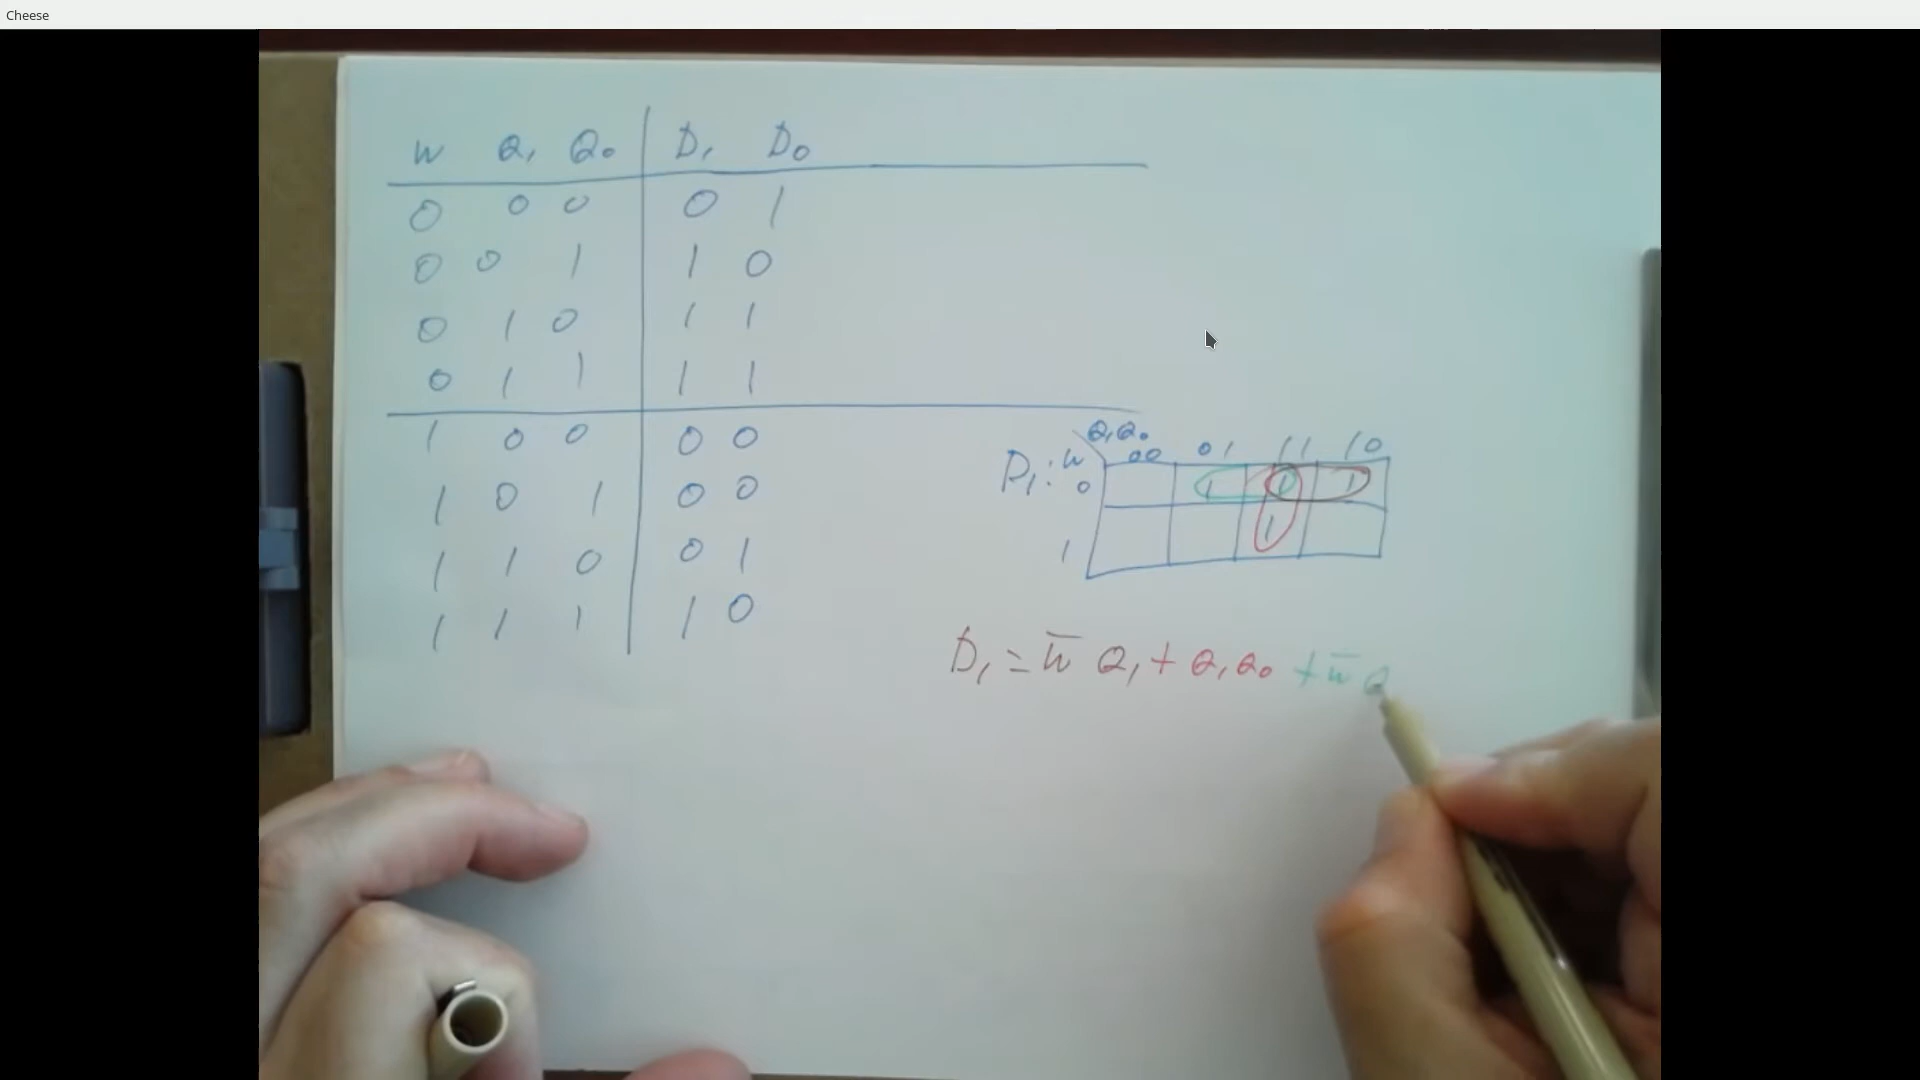 Cheese
W Q₁ Q₀ D₁ D₀
0 0 0 0 1
0 0 1 1 0
0 1 0 1 1
0 1 1 1 1
1 0 0 0 0
1 0 1 0 0
1 1 0 0 1
1 1 1 1 0
Q₁Q₀
D₁: W 00 01 11 10
0 1 1 1
1 1
D₁ = w̅ Q₁ + Q₁Q₀ + w̅ Q